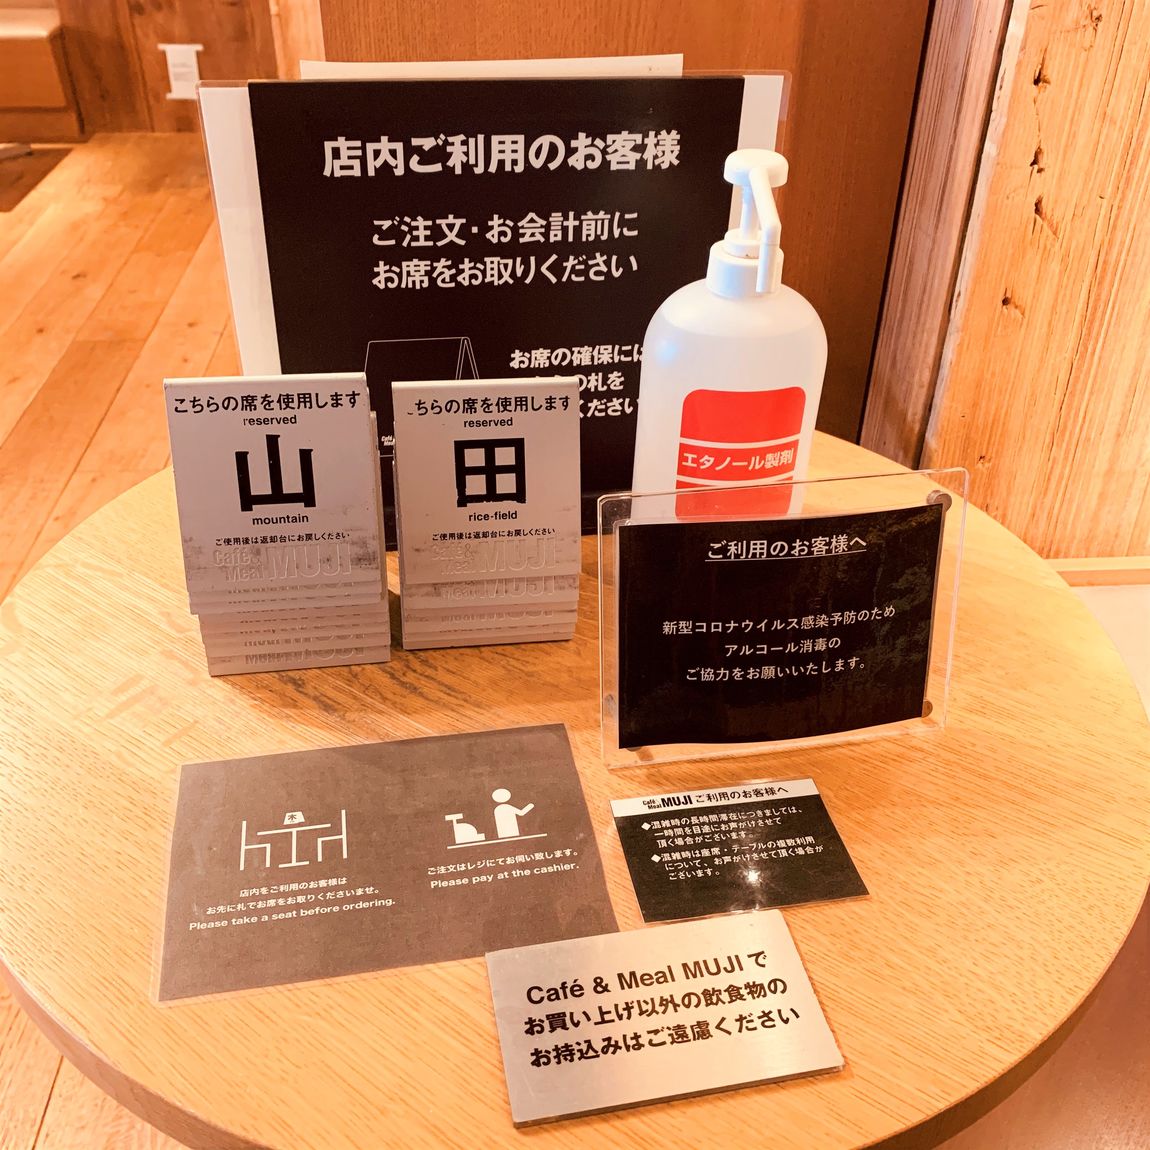 店内ご利用のお客様
ご注文・お会計前に
お席をお取りください
お席の確保には
の札を
ください
こちらの席を使用します
reserved
山
mountain
ご使用後は返却台にお戻しください
Café &
Meal MUJI
こちらの席を使用します
reserved
田
rice-field
ご使用後は返却台にお戻しください
Café &
Meal MUJI
エタノール製剤
ご利用のお客様へ
新型コロナウイルス感染予防のため
アルコール消毒の
ご協力をお願いいたします。
木
店内をご利用のお客様は
お先に札でお席をお取りくださいませ。
Please take a seat before ordering.
ご注文はレジにてお伺い致します。
Please pay at the cashier.
Café & Meal MUJI ご利用のお客様へ
◆混雑時の長時間滞在につきましては、
一時間を目途にお声がけさせて
頂く場合がございます。
◆混雑時は座席・テーブルの複数利用
について、お声がけさせて頂く場合が
ございます。
Café & Meal MUJIで
お買い上げ以外の飲食物の
お持込みはご遠慮ください